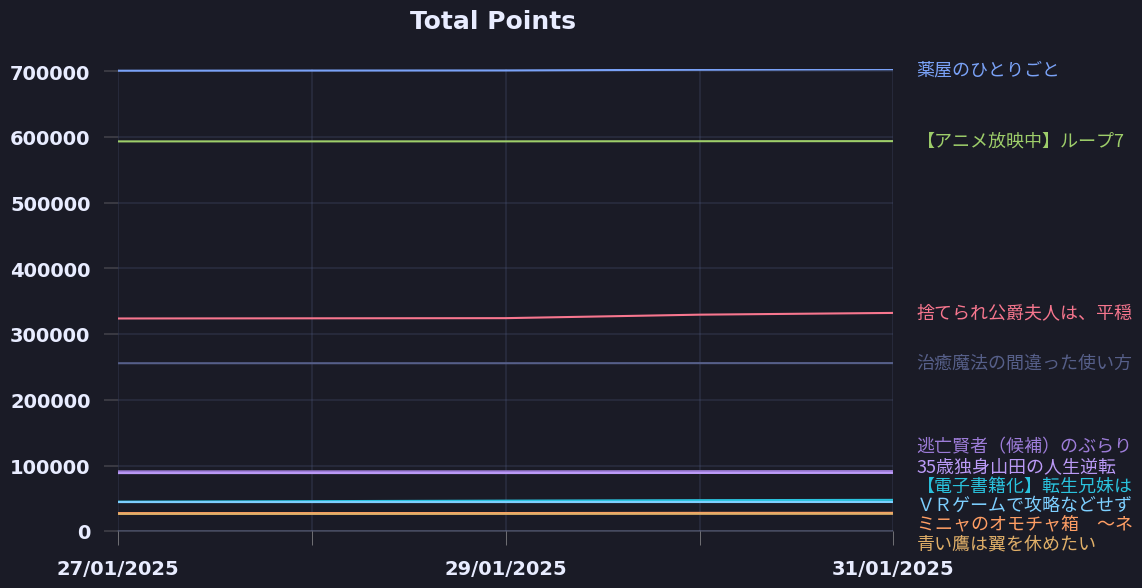 Total Points
700000
600000
500000
400000
300000
200000
100000
0
27/01/2025
29/01/2025
31/01/2025
薬屋のひとりごと
【アニメ放映中】ループ7
捨てられ公爵夫人は、平穏
治癒魔法の間違った使い方
逃亡賢者（候補）のぶらり
35歳独身山田の人生逆転
【電子書籍化】転生兄妹は
ＶＲゲームで攻略などせず
ミニャのオモチャ箱　～ネ
青い鷹は翼を休めたい